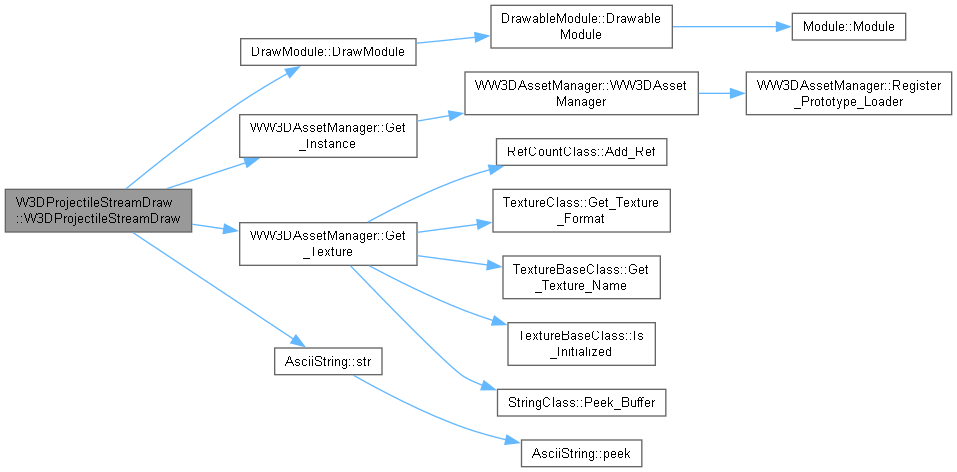 W3DProjectileStreamDraw
::W3DProjectileStreamDraw
DrawModule::DrawModule
DrawableModule::Drawable
Module
Module::Module
WW3DAssetManager::Get
_Instance
WW3DAssetManager::WW3DAsset
Manager
WW3DAssetManager::Register
_Prototype_Loader
WW3DAssetManager::Get
_Texture
RefCountClass::Add_Ref
TextureClass::Get_Texture
_Format
TextureBaseClass::Get
_Texture_Name
TextureBaseClass::Is
_Initialized
StringClass::Peek_Buffer
AsciiString::str
AsciiString::peek